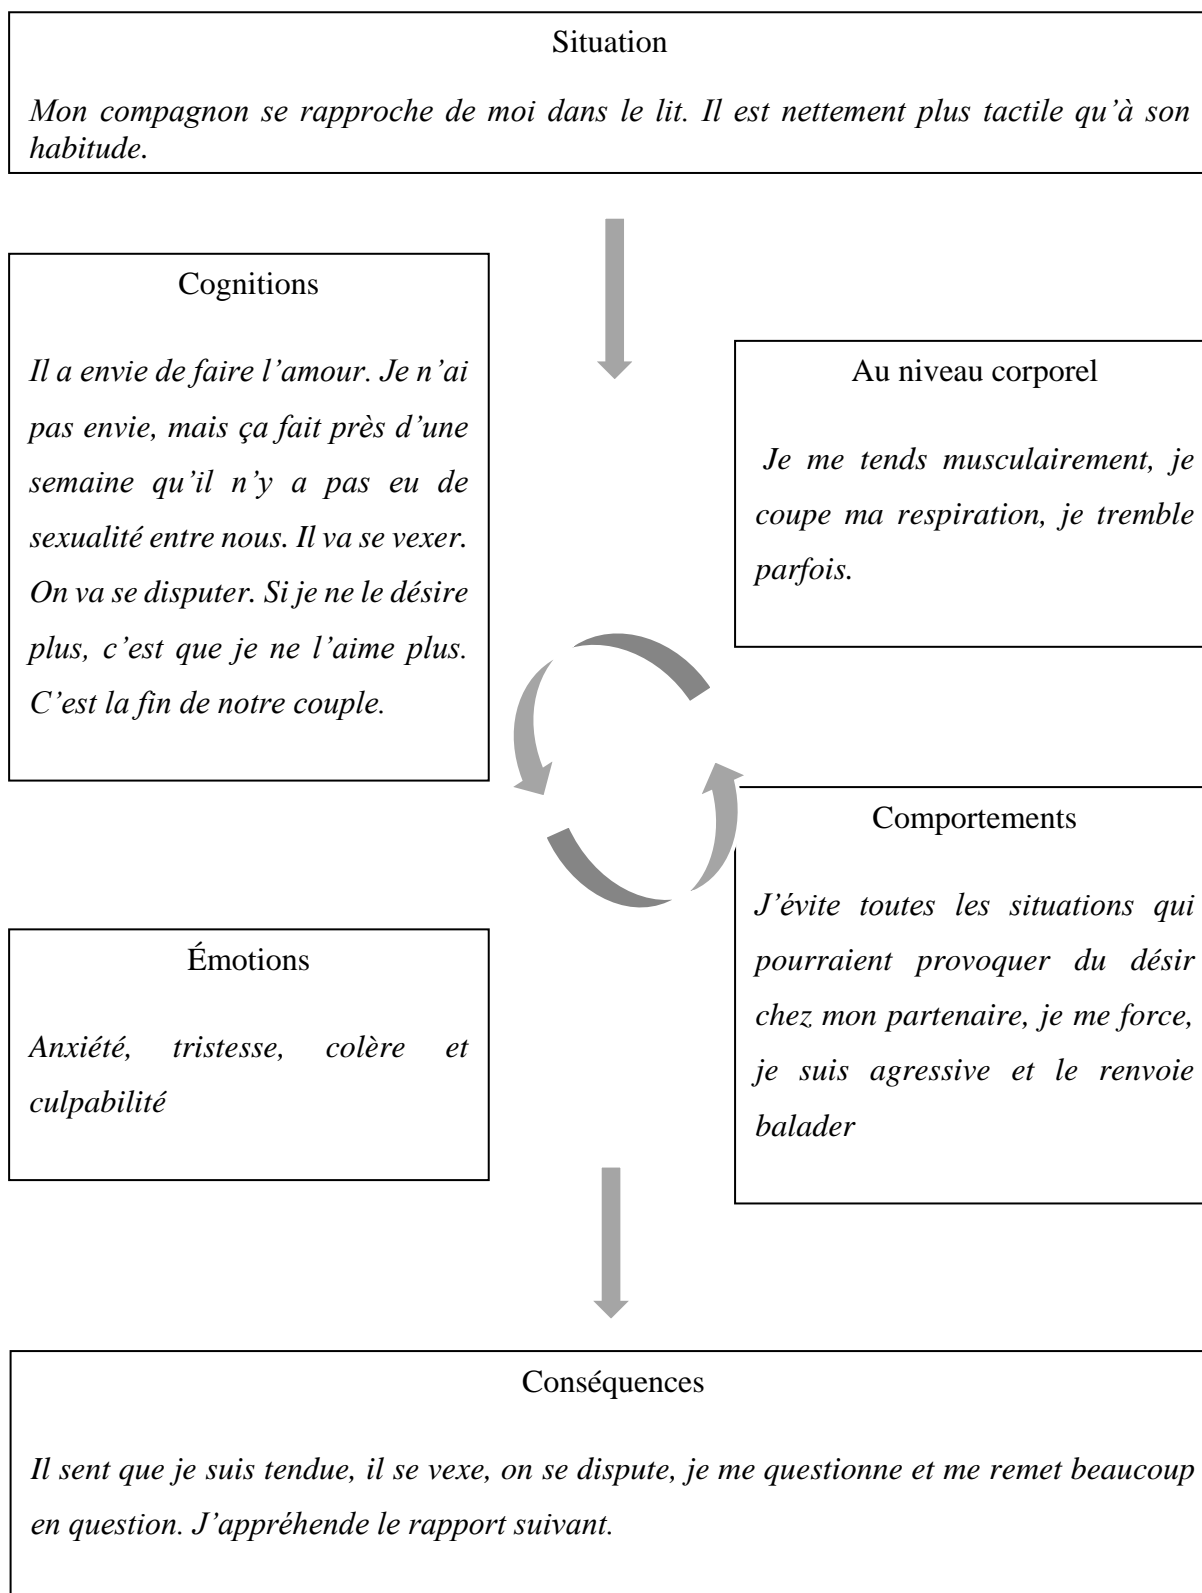 Situation
Mon compagnon se rapproche de moi dans le lit. Il est nettement plus tactile qu’à son
habitude.
Cognitions
Il a envie de faire l’amour. Je n’ai
pas envie, mais ça fait près d’une
semaine qu’il n’y a pas eu de
sexualité entre nous. Il va se vexer.
On va se disputer. Si je ne le désire
plus, c’est que je ne l’aime plus.
C’est la fin de notre couple.
Au niveau corporel
Je me tends musculairement, je
coupe ma respiration, je tremble
parfois.
Émotions
Anxiété, tristesse, colère et
culpabilité
Comportements
J’évite toutes les situations qui
pourraient provoquer du désir
chez mon partenaire, je me force,
je suis agressive et le renvoie
balader
Conséquences
Il sent que je suis tendue, il se vexe, on se dispute, je me questionne et me remet beaucoup
en question. J’appréhende le rapport suivant.